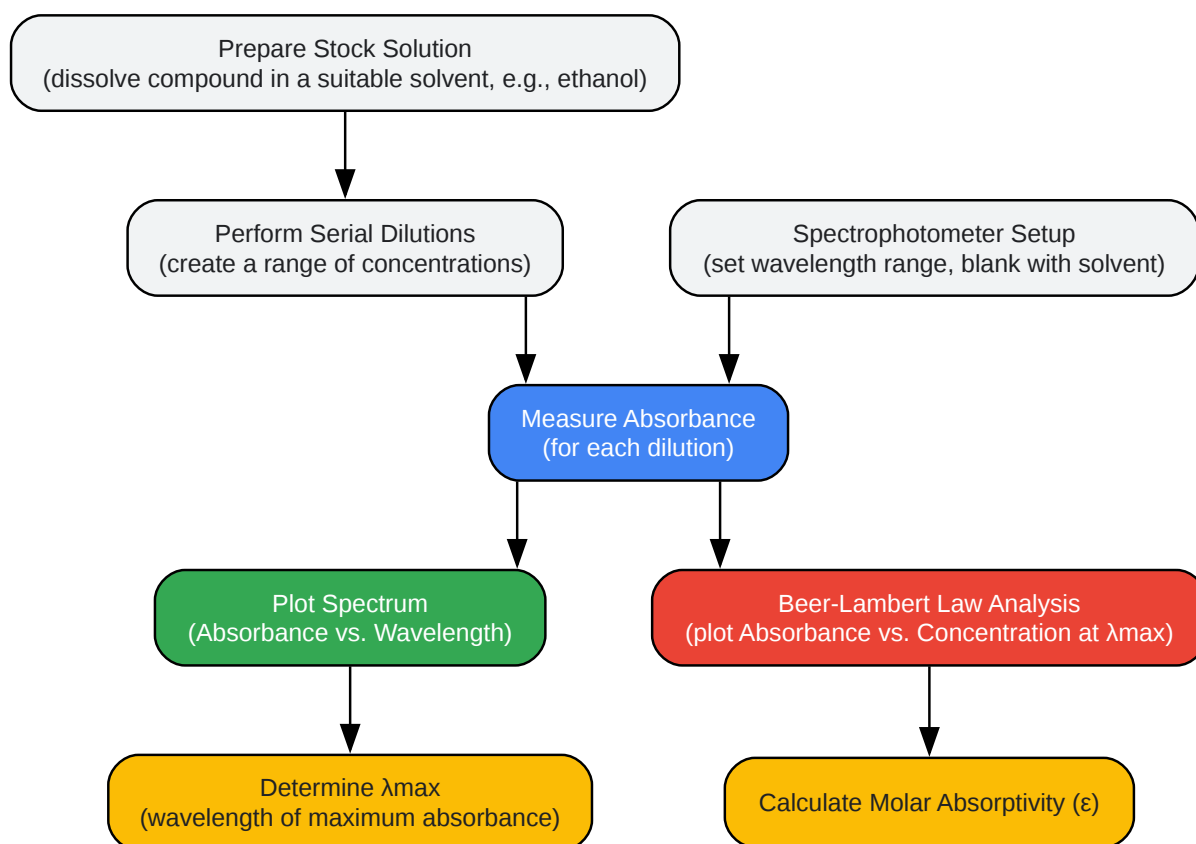 Prepare Stock Solution
(dissolve compound in a suitable solvent, e.g., ethanol)
Perform Serial Dilutions
(create a range of concentrations)
Spectrophotometer Setup
(set wavelength range, blank with solvent)
Measure Absorbance
(for each dilution)
Plot Spectrum
(Absorbance vs. Wavelength)
Beer-Lambert Law Analysis
(plot Absorbance vs. Concentration at λmax)
Determine λmax
(wavelength of maximum absorbance)
Calculate Molar Absorptivity (ε)